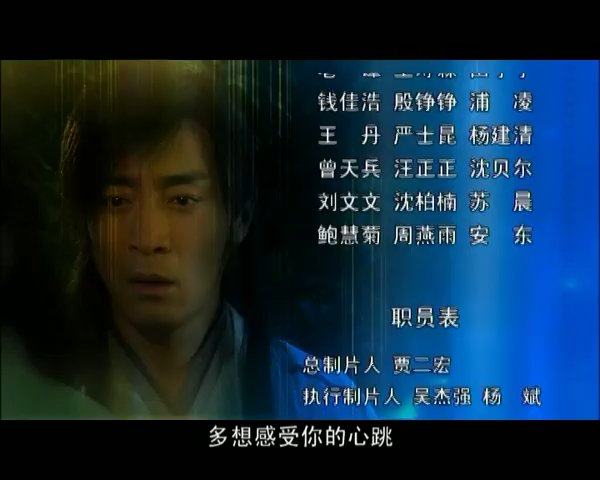 钱佳浩 殷铮铮 浦 凌
王 丹 严士昆 杨建清
曾天兵 汪正正 沈贝尔
刘文文 沈柏楠 苏 晨
鲍慧菊 周燕雨 安 东
职员表
总制片人 贾二宏
执行制片人 吴杰强 杨 斌
多想感受你的心跳